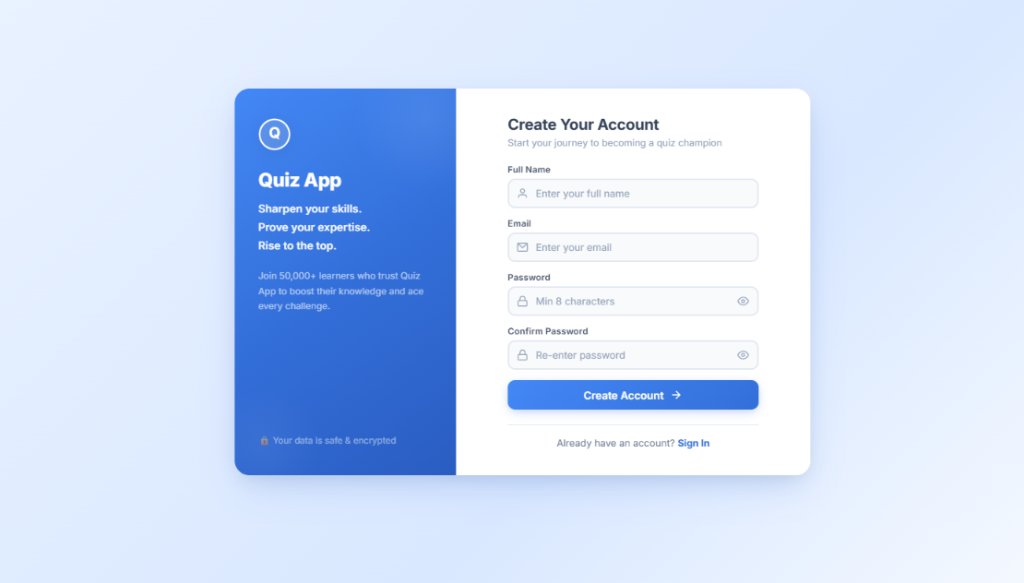 Q
Quiz App
Sharpen your skills.
Prove your expertise.
Rise to the top.
Join 50,000+ learners who trust Quiz
App to boost their knowledge and ace
every challenge.
🔒 Your data is safe & encrypted
Create Your Account
Start your journey to becoming a quiz champion
Full Name
Enter your full name
Email
Enter your email
Password
Min 8 characters
Confirm Password
Re-enter password
Create Account →
Already have an account? Sign In